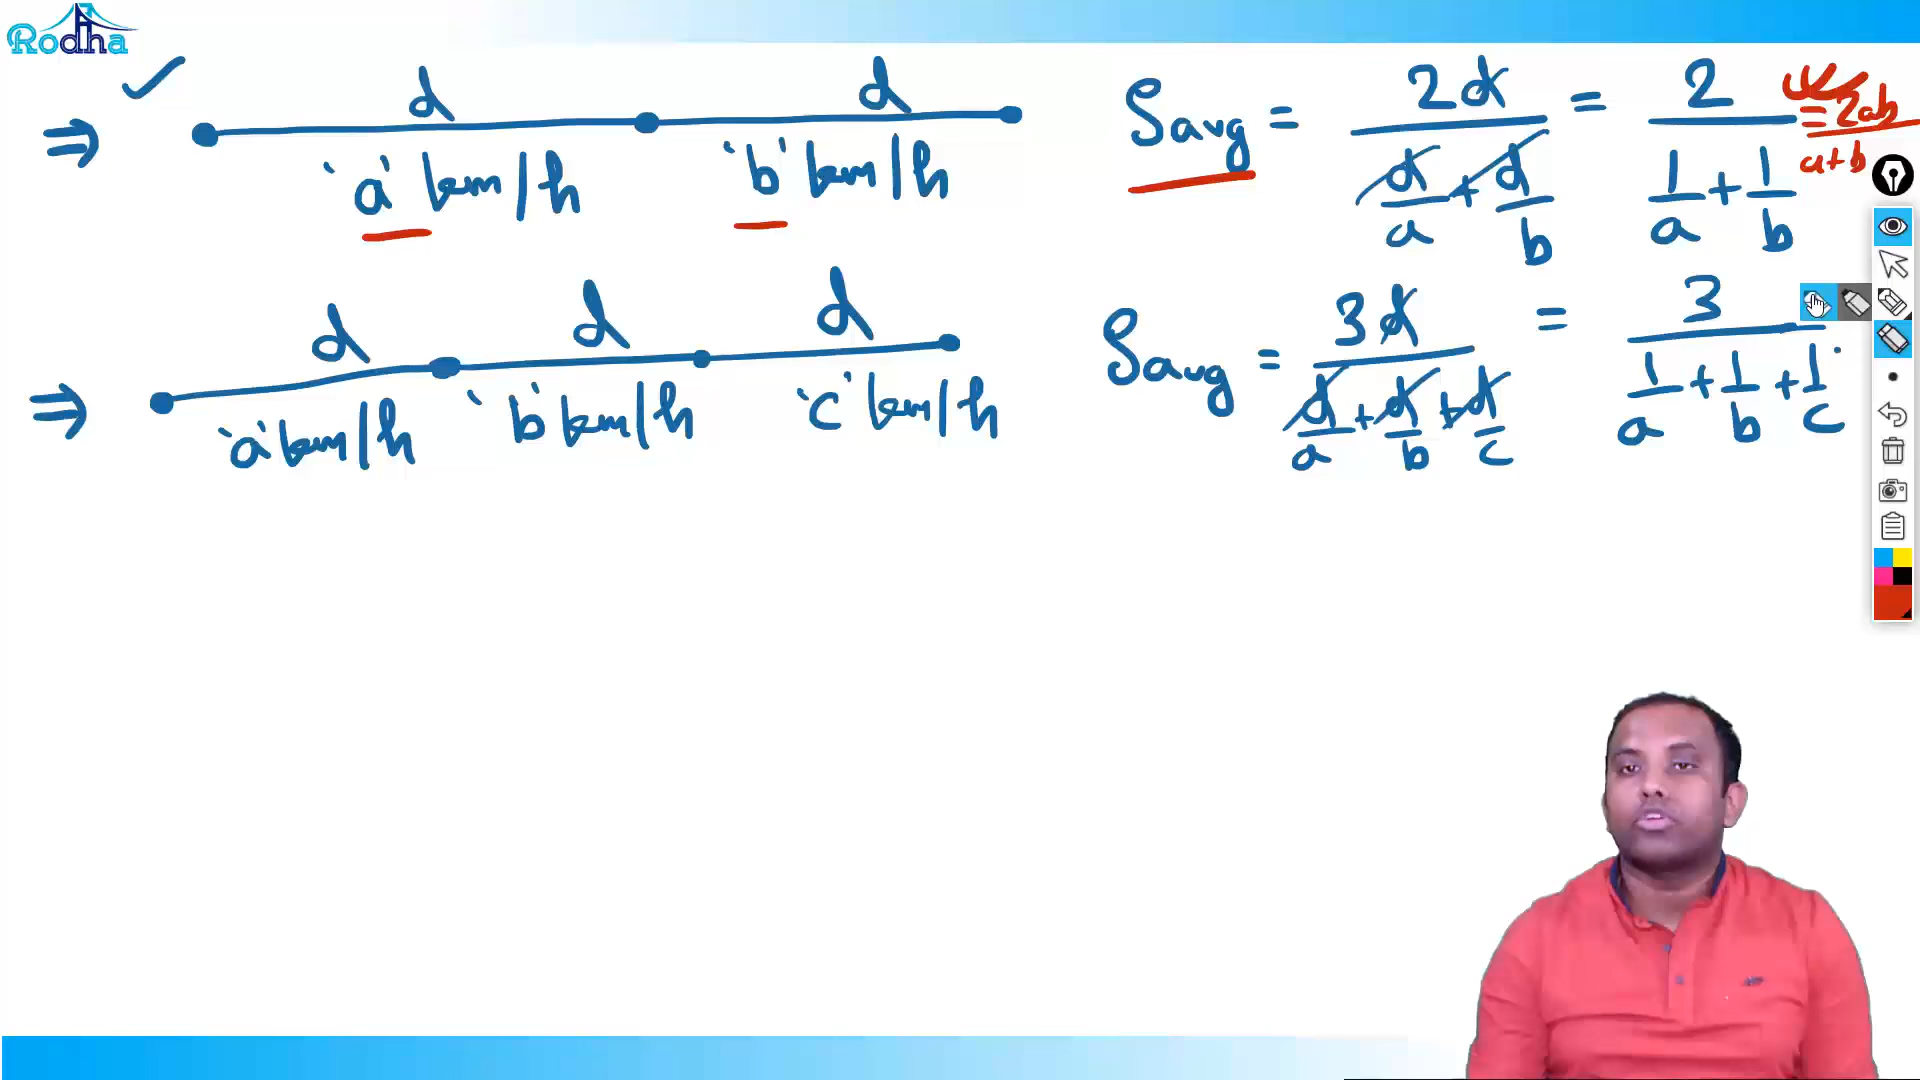 Rodha
⇒ ✓ d d
'a' km/h 'b' km/h
Savg = 2d / (d/a + d/b) = 2 / (1/a + 1/b) = 2ab / (a+b)
⇒ d d d
'a' km/h 'b' km/h 'c' km/h
Savg = 3d / (d/a + d/b + d/c) = 3 / (1/a + 1/b + 1/c)